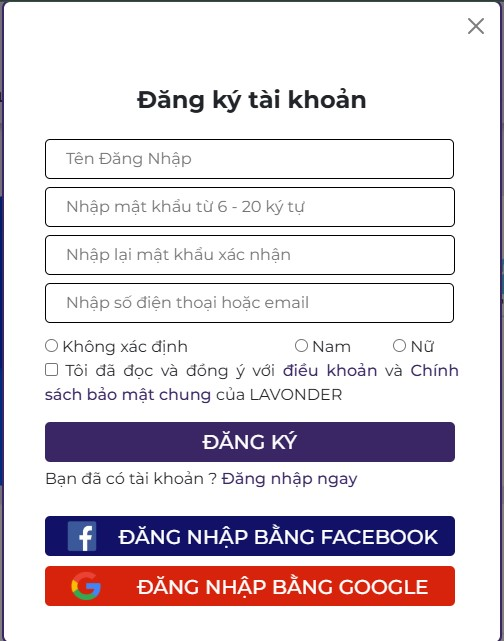 Đăng ký tài khoản
Tên Đăng Nhập
Nhập mật khẩu từ 6 - 20 ký tự
Nhập lại mật khẩu xác nhận
Nhập số điện thoại hoặc email
Không xác định Nam Nữ
Tôi đã đọc và đồng ý với điều khoản và Chính
sách bảo mật chung của LAVONDER
ĐĂNG KÝ
Bạn đã có tài khoản ? Đăng nhập ngay
ĐĂNG NHẬP BẰNG FACEBOOK
ĐĂNG NHẬP BẰNG GOOGLE